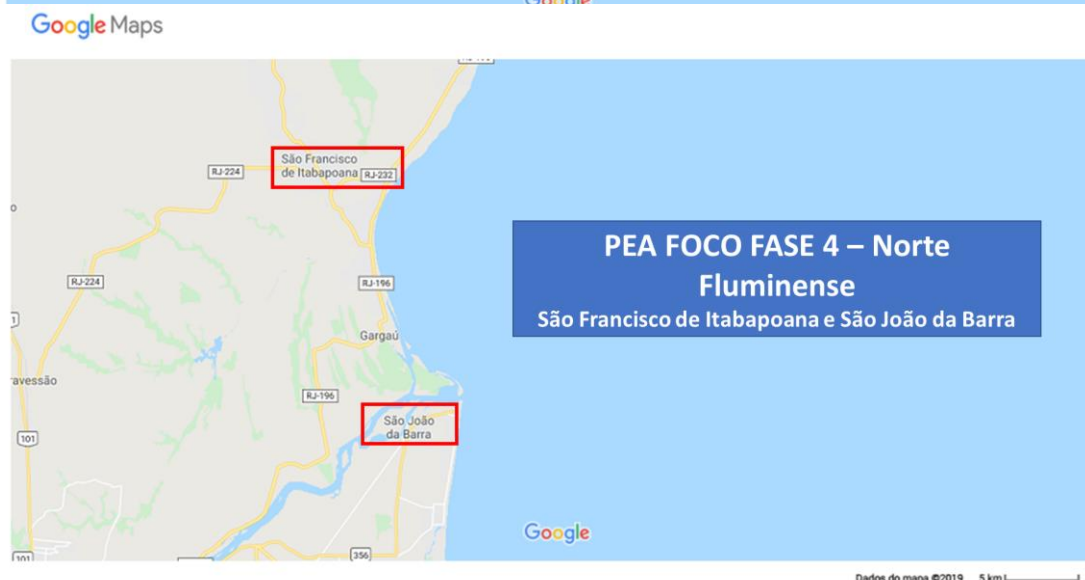 Google
Google Maps
São Francisco
de Itabapoana
RJ-232
RJ-224
PEA FOCO FASE 4 – Norte
Fluminense
São Francisco de Itabapoana e São João da Barra
RJ-224
RJ-196
Gargaú
avessão
RJ-196
São João
da Barra
101
Google
101
356
Dados do mapa ©2019 5 km